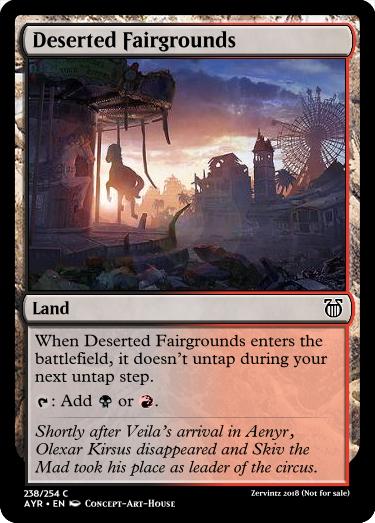 Deserted Fairgrounds
Land
When Deserted Fairgrounds enters the
battlefield, it doesn't untap during your
next untap step.
: Add or .
Shortly after Veila's arrival in Aenyr,
Olexar Kirsus disappeared and Skiv the
Mad took his place as leader of the circus.
238/254 C
Zervintz 2018 (Not for sale)
AYR • EN Concept-Art-House